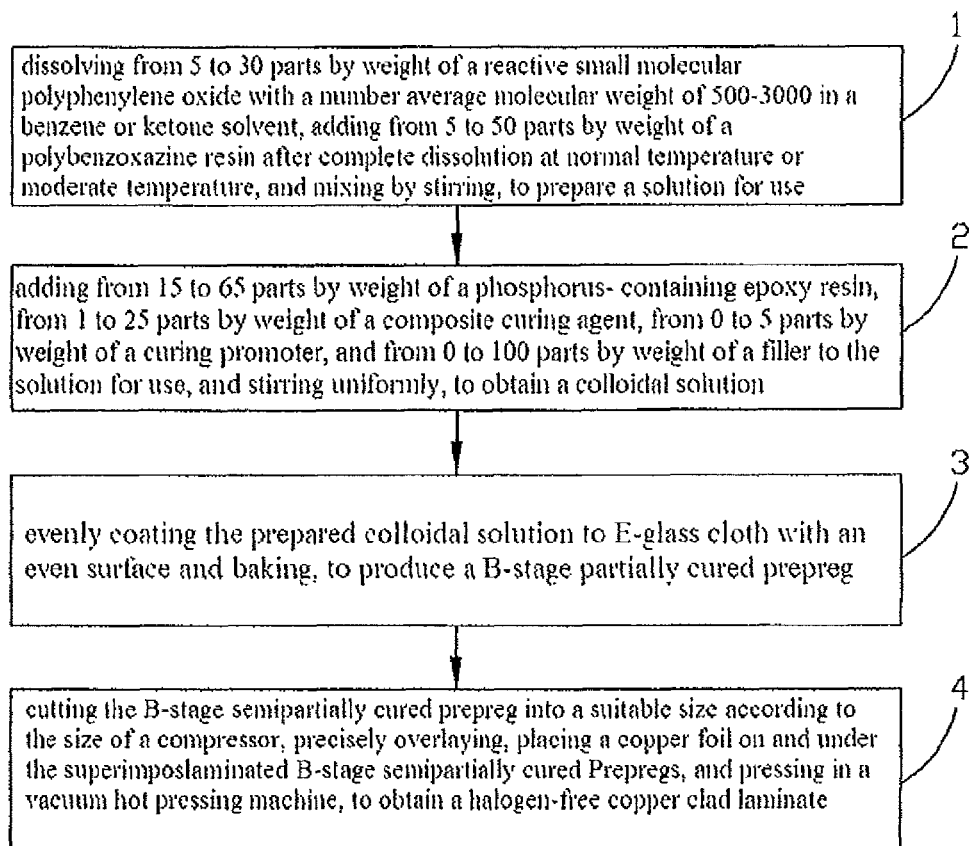 1
dissolving from 5 to 30 parts by weight of a reactive small molecular
polyphenylene oxide with a number average molecular weight of 500-3000 in a
benzene or ketone solvent, adding from 5 to 50 parts by weight of a
polybenzoxazine resin after complete dissolution at normal temperature or
moderate temperature, and mixing by stirring, to prepare a solution for use
2
adding from 15 to 65 parts by weight of a phosphorus- containing epoxy resin,
from 1 to 25 parts by weight of a composite curing agent, from 0 to 5 parts by
weight of a curing promoter, and from 0 to 100 parts by weight of a filler to the
solution for use, and stirring uniformly, to obtain a colloidal solution
3
evenly coating the prepared colloidal solution to E-glass cloth with an
even surface and baking, to produce a B-stage partially cured prepreg
4
cutting the B-stage semipartially cured prepreg into a suitable size according to
the size of a compressor, precisely overlaying, placing a copper foil on and under
the superimposlaminated B-stage semipartially cured Prepregs, and pressing in a
vacuum hot pressing machine, to obtain a halogen-free copper clad laminate